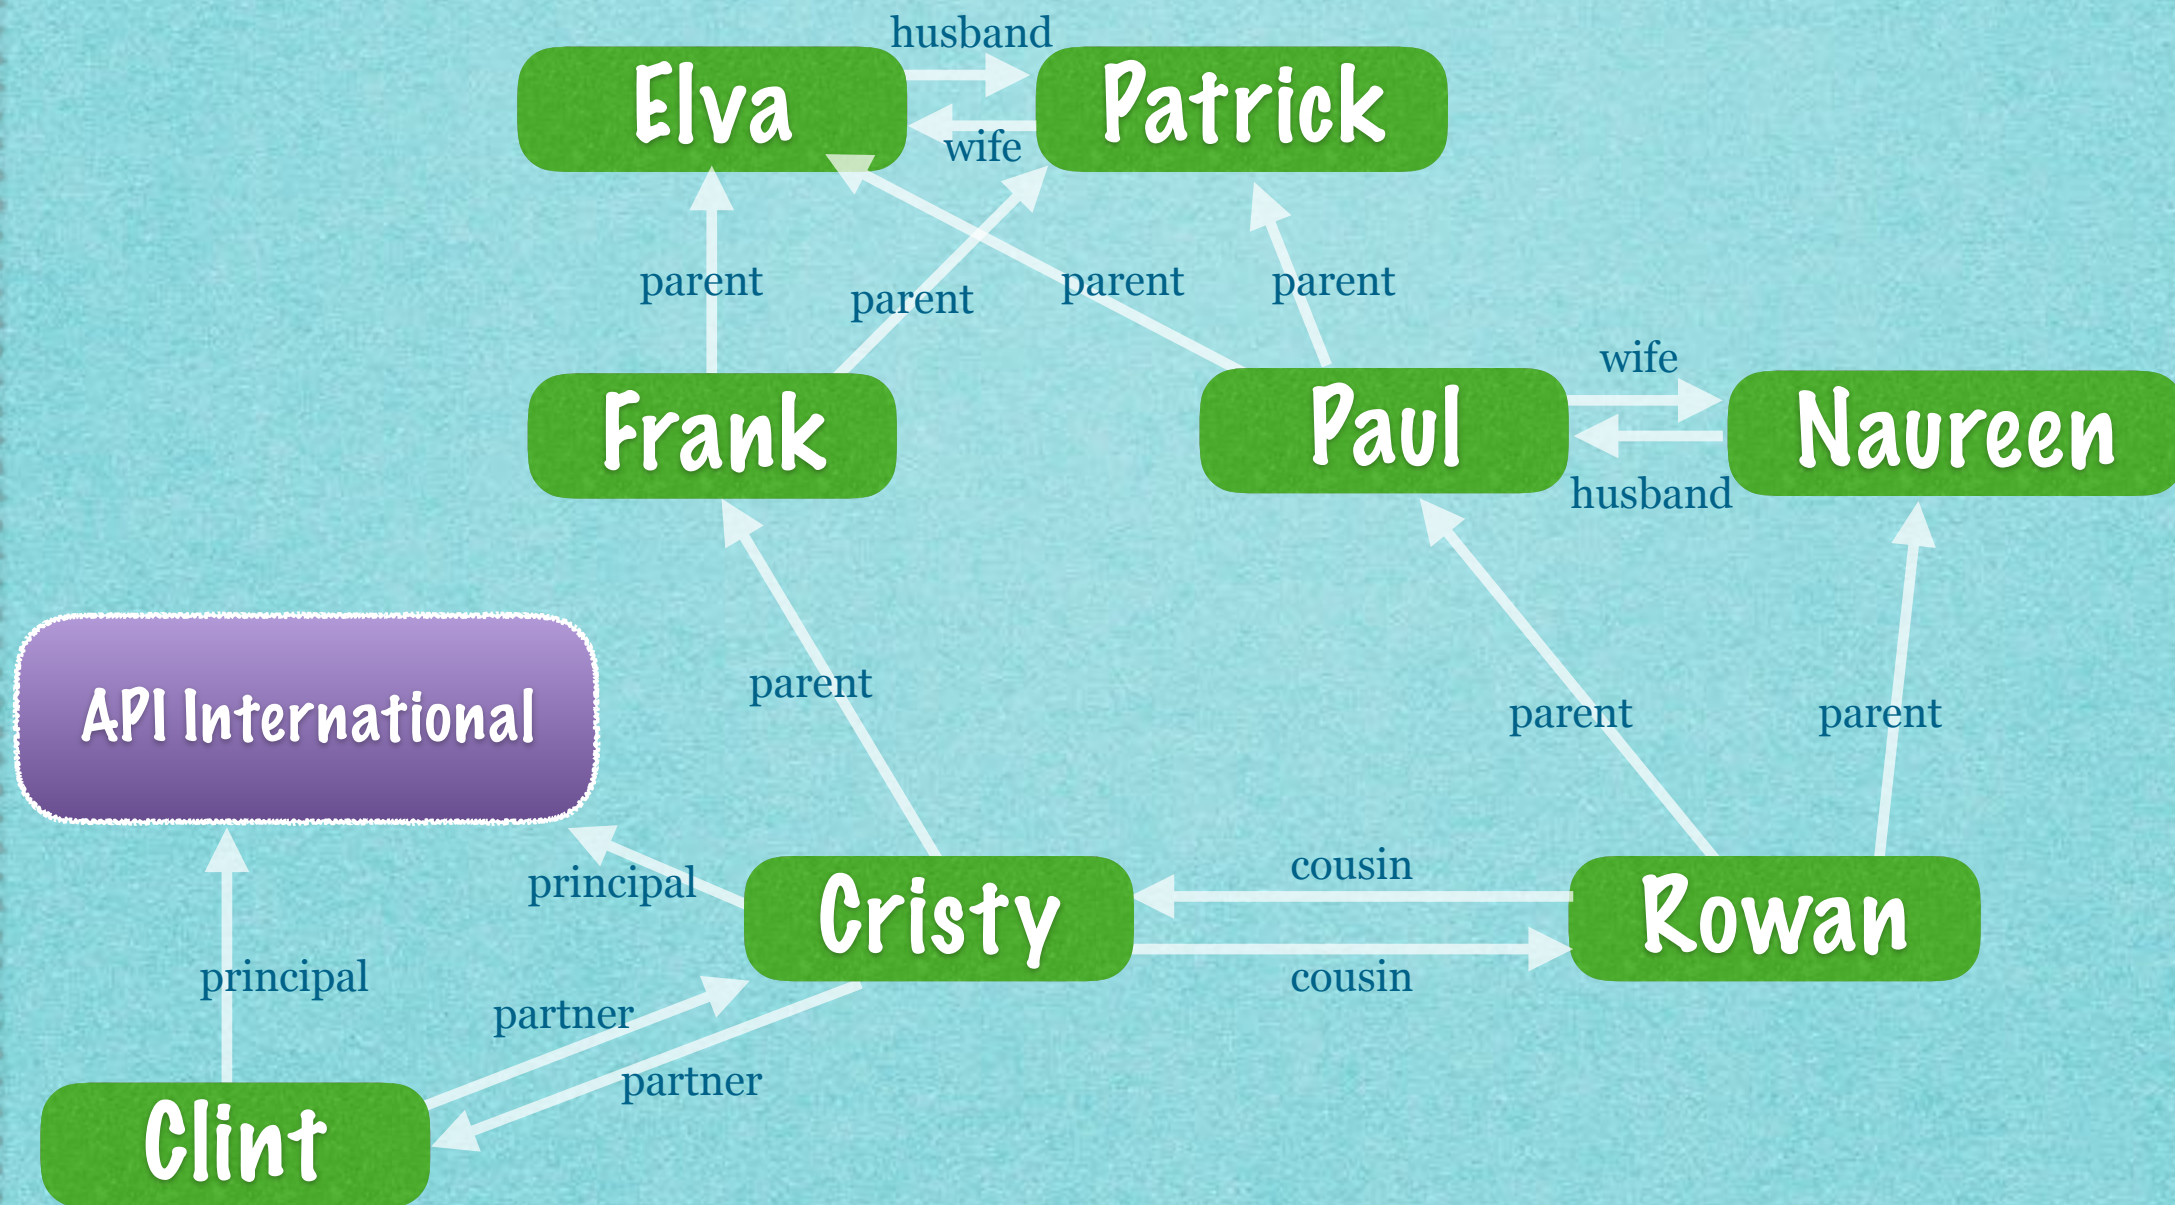 husband
Elva
Patrick
wife
parent
parent
parent
parent
wife
Frank
Paul
Naureen
husband
parent
API International
parent
parent
principal
cousin
Cristy
Rowan
principal
cousin
partner
partner
Clint